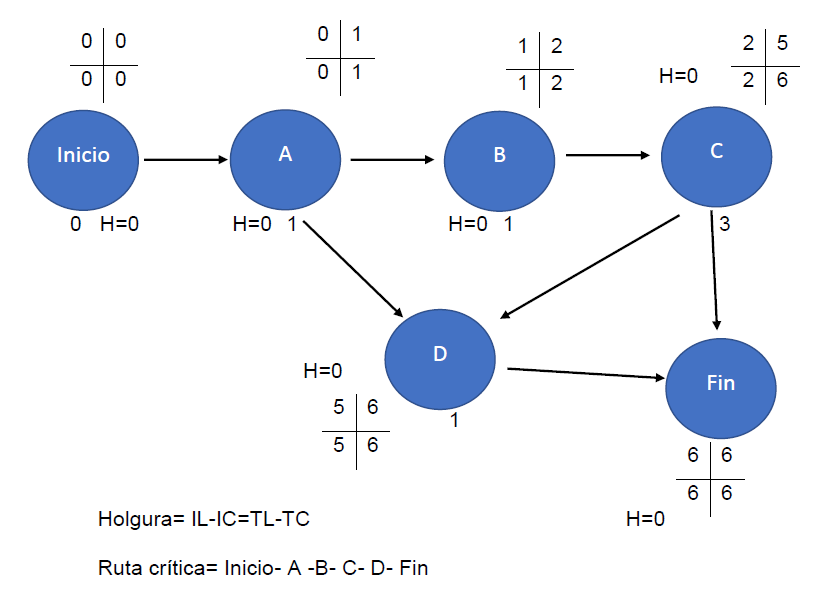 0 0
0 0
0 1
0 1
1 2
1 2
2 5
2 6
H=0
Inicio
A
B
C
0 H=0
H=0 1
H=0 1
3
D
H=0
1
5 6
5 6
Fin
6 6
6 6
H=0
Holgura= IL-IC=TL-TC
Ruta crítica= Inicio- A -B- C- D- Fin